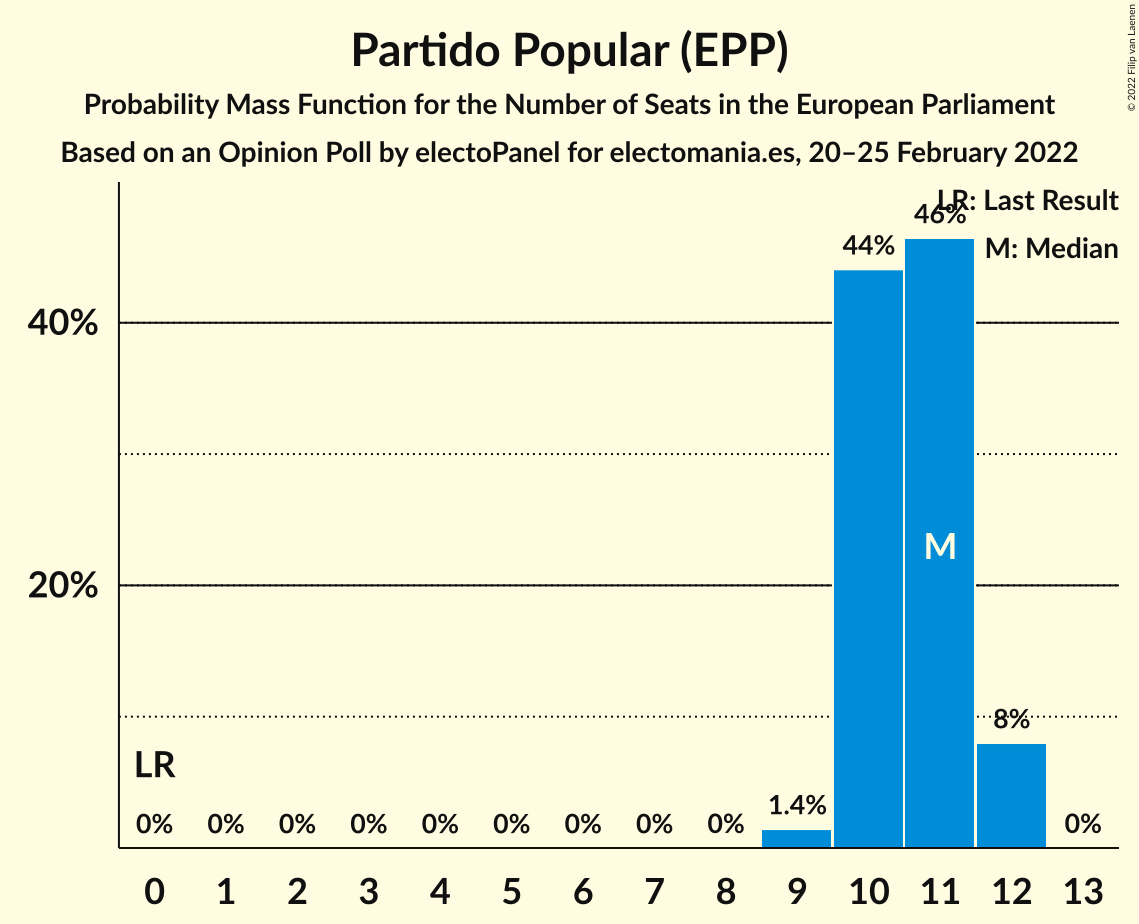 Partido Popular (EPP)
Probability Mass Function for the Number of Seats in the European Parliament
Based on an Opinion Poll by electoPanel for electomania.es, 20–25 February 2022
© 2022 Filip van Laenen
LR: Last Result
M: Median
40%
20%
LR
0% 0% 0% 0% 0% 0% 0% 0% 0% 1.4% 44% 46% 8% 0%
M
0 1 2 3 4 5 6 7 8 9 10 11 12 13